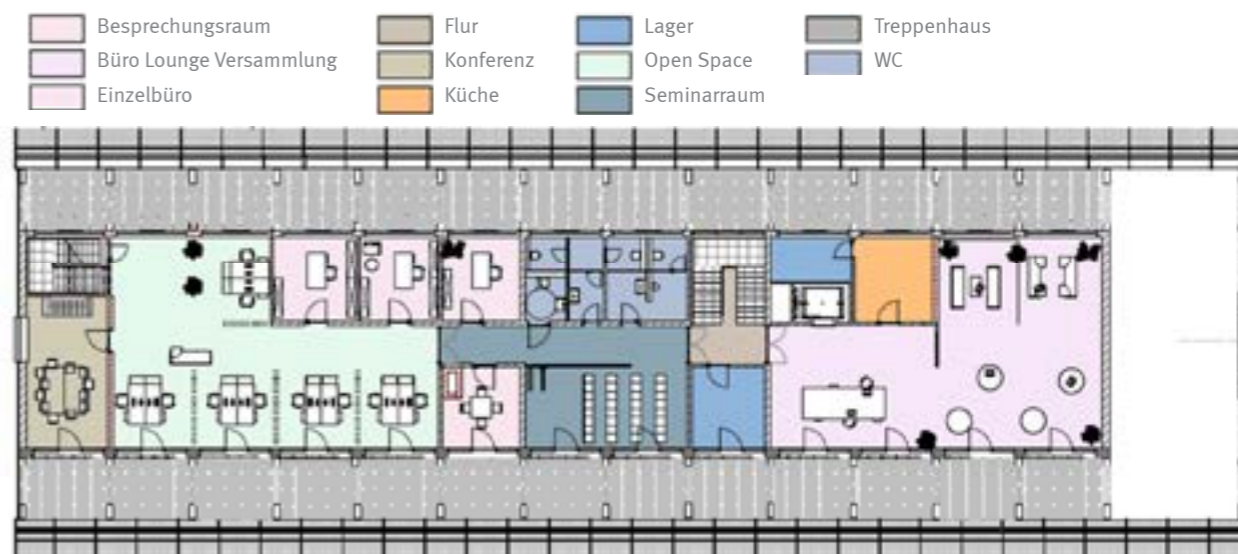 Besprechungsraum
Büro Lounge Versammlung
Einzelbüro
Flur
Konferenz
Küche
Lager
Open Space
Seminarraum
Treppenhaus
WC